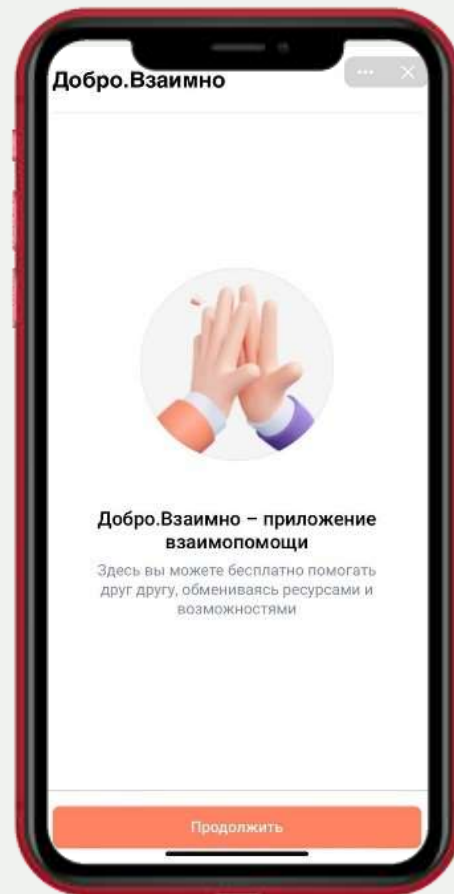 Добро.Взаимно
Добро.Взаимно – приложение
взаимопомощи
Здесь вы можете бесплатно помогать
друг другу, обмениваясь ресурсами и
возможностями
Продолжить